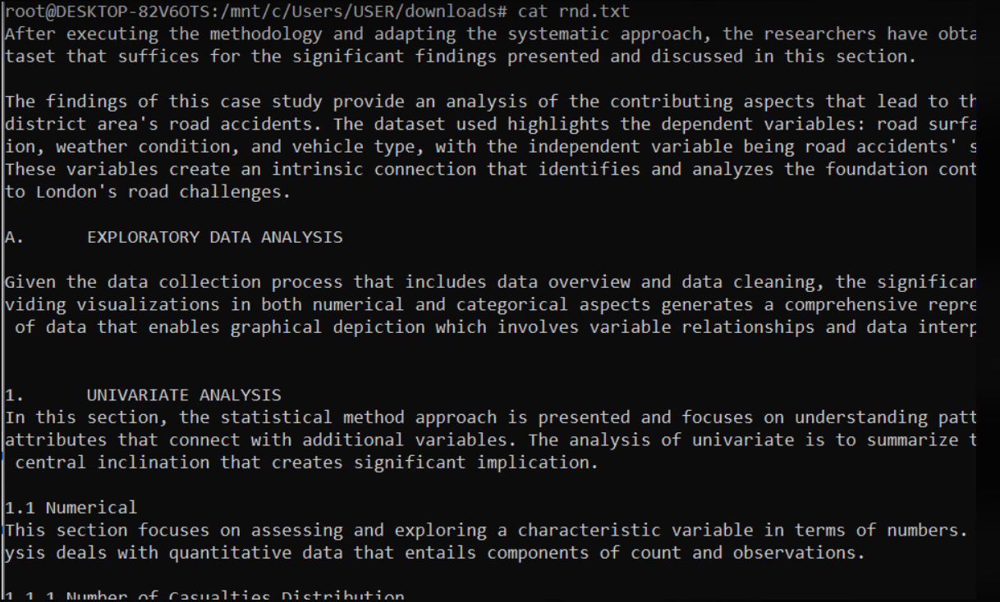 root@DESKTOP-82V6OTS:/mnt/c/Users/USER/downloads# cat rnd.txt
After executing the methodology and adapting the systematic approach, the researchers have obta
taset that suffices for the significant findings presented and discussed in this section.
The findings of this case study provide an analysis of the contributing aspects that lead to th
district area's road accidents. The dataset used highlights the dependent variables: road surfa
ion, weather condition, and vehicle type, with the independent variable being road accidents' s
These variables create an intrinsic connection that identifies and analyzes the foundation cont
to London's road challenges.
A. EXPLORATORY DATA ANALYSIS
Given the data collection process that includes data overview and data cleaning, the significan
viding visualizations in both numerical and categorical aspects generates a comprehensive repre
of data that enables graphical depiction which involves variable relationships and data interp
1. UNIVARIATE ANALYSIS
In this section, the statistical method approach is presented and focuses on understanding patt
attributes that connect with additional variables. The analysis of univariate is to summarize t
central inclination that creates significant implication.
1.1 Numerical
This section focuses on assessing and exploring a characteristic variable in terms of numbers.
ysis deals with quantitative data that entails components of count and observations.
1.1.1 Number of Casualties Distribution